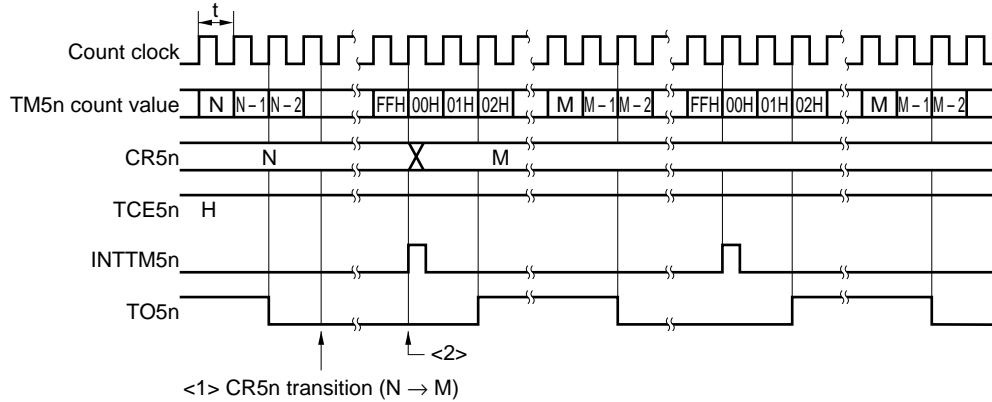 t
Count clock
TM5n count value N N – 1 N – 2 FFH 00H 01H 02H M M – 1 M – 2 FFH 00H 01H 02H M M – 1 M – 2
CR5n N M
TCE5n H
INTTM5n
TO5n
<2>
<1> CR5n transition (N → M)